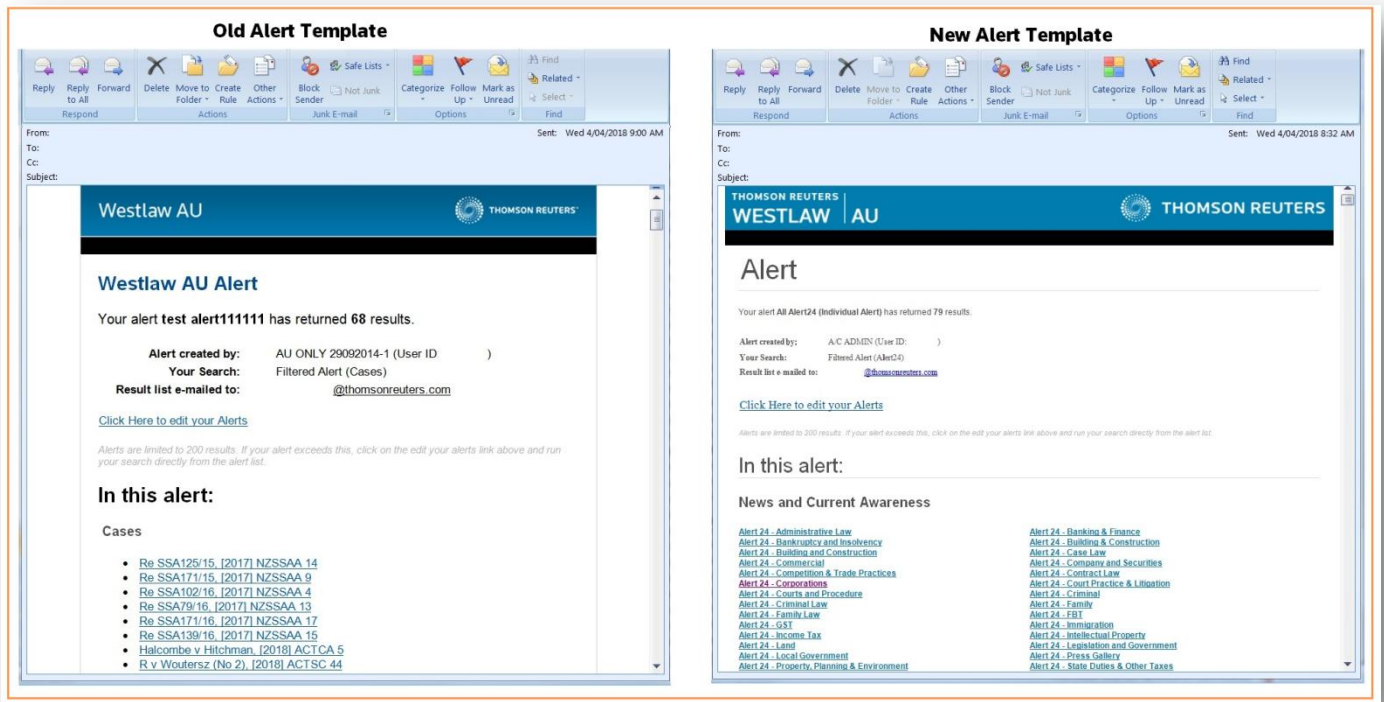 Old Alert Template
Reply Reply to All Forward Delete Move to Folder Create Rule Other Actions Block Sender Safe Lists Not Junk Categorize Follow Up Mark as Unread Find Related Select
Respond Actions Junk E-mail Options Find
From: Sent: Wed 4/04/2018 9:00 AM
To:
Cc:
Subject:
Westlaw AU THOMSON REUTERS™
Westlaw AU Alert
Your alert test alert111111 has returned 68 results.
Alert created by: AU ONLY 29092014-1 (User ID )
Your Search: Filtered Alert (Cases)
Result list e-mailed to: @thomsonreuters.com
Click Here to edit your Alerts
Alerts are limited to 200 results. If your alert exceeds this, click on the edit your alerts link above and run
your search directly from the alert list.
In this alert:
Cases
• Re SSA125/15, [2017] NZSSAA 14
• Re SSA171/15, [2017] NZSSAA 9
• Re SSA102/16, [2017] NZSSAA 4
• Re SSA79/16, [2017] NZSSAA 13
• Re SSA171/16, [2017] NZSSAA 17
• Re SSA139/16, [2017] NZSSAA 15
• Halcombe v Hitchman, [2018] ACTCA 5
• R v Woutersz (No 2), [2018] ACTSC 44
New Alert Template
Reply Reply to All Forward Delete Move to Folder Create Rule Other Actions Block Sender Safe Lists Not Junk Categorize Follow Up Mark as Unread Find Related Select
Respond Actions Junk E-mail Options Find
From: Sent: Wed 4/04/2018 8:32 AM
To:
Cc:
Subject:
THOMSON REUTERS
WESTLAW AU THOMSON REUTERS
Alert
Your alert All Alert24 (Individual Alert) has returned 79 results.
Alert created by; A/C ADMIN (User ID: )
Your Search: Filtered Alert (Alert24)
Result list e-mailed to: @thomsonreuters.com
Click Here to edit your Alerts
Alerts are limited to 200 results. If your alert exceeds this, click on the edit your alerts link above and run your search directly from the alert list.
In this alert:
News and Current Awareness
Alert 24 - Administrative Law Alert 24 - Banking & Finance
Alert 24 - Bankruptcy and Insolvency Alert 24 - Building & Construction
Alert 24 - Building and Construction Alert 24 - Case Law
Alert 24 - Commercial Alert 24 - Company and Securities
Alert 24 - Competition & Trade Practices Alert 24 - Contract Law
Alert 24 - Corporations Alert 24 - Court Practice & Litigation
Alert 24 - Courts and Procedure Alert 24 - Criminal
Alert 24 - Criminal Law Alert 24 - Family
Alert 24 - Family Law Alert 24 - FBT
Alert 24 - GST Alert 24 - Immigration
Alert 24 - Income Tax Alert 24 - Intellectual Property
Alert 24 - Land Alert 24 - Legislation and Government
Alert 24 - Local Government Alert 24 - Press Gallery
Alert 24 - Property, Planning & Environment Alert 24 - State Duties & Other Taxes